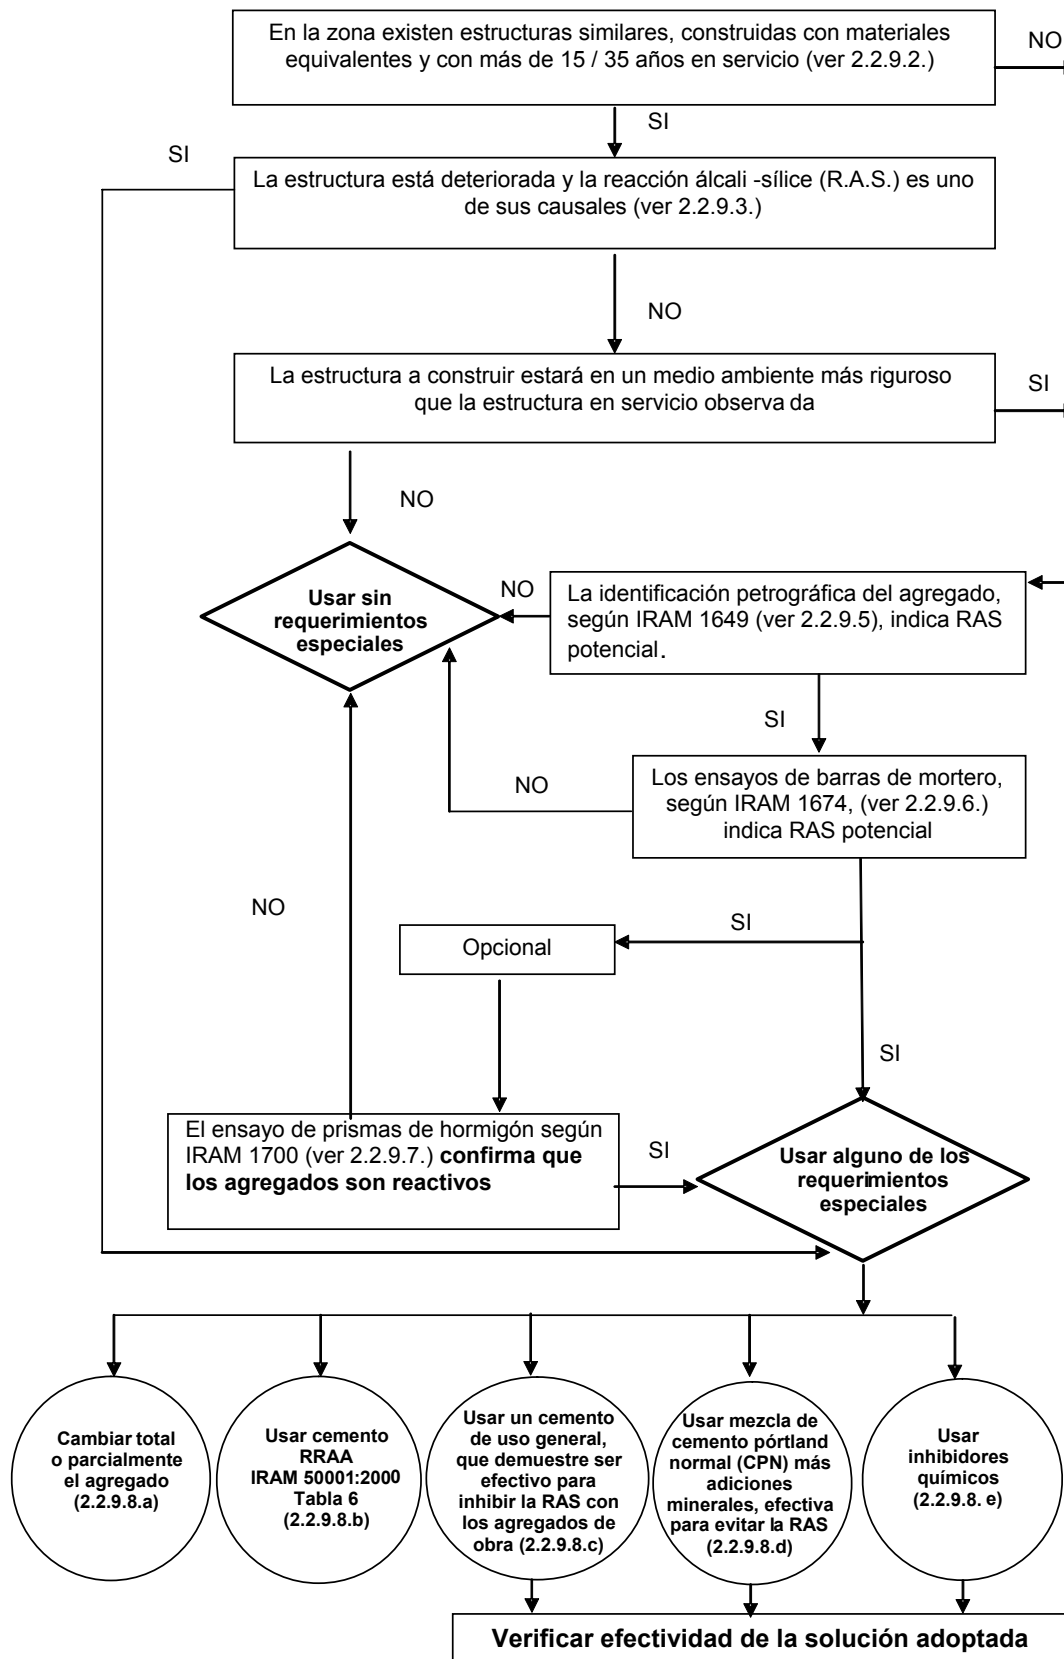 En la zona existen estructuras similares, construidas con materiales
equivalentes y con más de 15 / 35 años en servicio (ver 2.2.9.2.)
NO
SI
SI
La estructura está deteriorada y la reacción álcali -sílice (R.A.S.) es uno
de sus causales (ver 2.2.9.3.)
NO
La estructura a construir estará en un medio ambiente más riguroso
que la estructura en servicio observa da
SI
NO
Usar sin
requerimientos
especiales
NO
La identificación petrográfica del agregado,
según IRAM 1649 (ver 2.2.9.5), indica RAS
potencial.
SI
NO
Los ensayos de barras de mortero,
según IRAM 1674, (ver 2.2.9.6.)
indica RAS potencial
NO
SI
Opcional
SI
El ensayo de prismas de hormigón según
IRAM 1700 (ver 2.2.9.7.) confirma que
los agregados son reactivos
SI
Usar alguno de los
requerimientos
especiales
Cambiar total
o parcialmente
el agregado
(2.2.9.8.a)
Usar cemento
RRAA
IRAM 50001:2000
Tabla 6
(2.2.9.8.b)
Usar un cemento
de uso general,
que demuestre ser
efectivo para
inhibir la RAS con
los agregados de
obra (2.2.9.8.c)
Usar mezcla de
cemento pórtland
normal (CPN) más
adiciones
minerales, efectiva
para evitar la RAS
(2.2.9.8.d)
Usar
inhibidores
químicos
(2.2.9.8. e)
Verificar efectividad de la solución adoptada